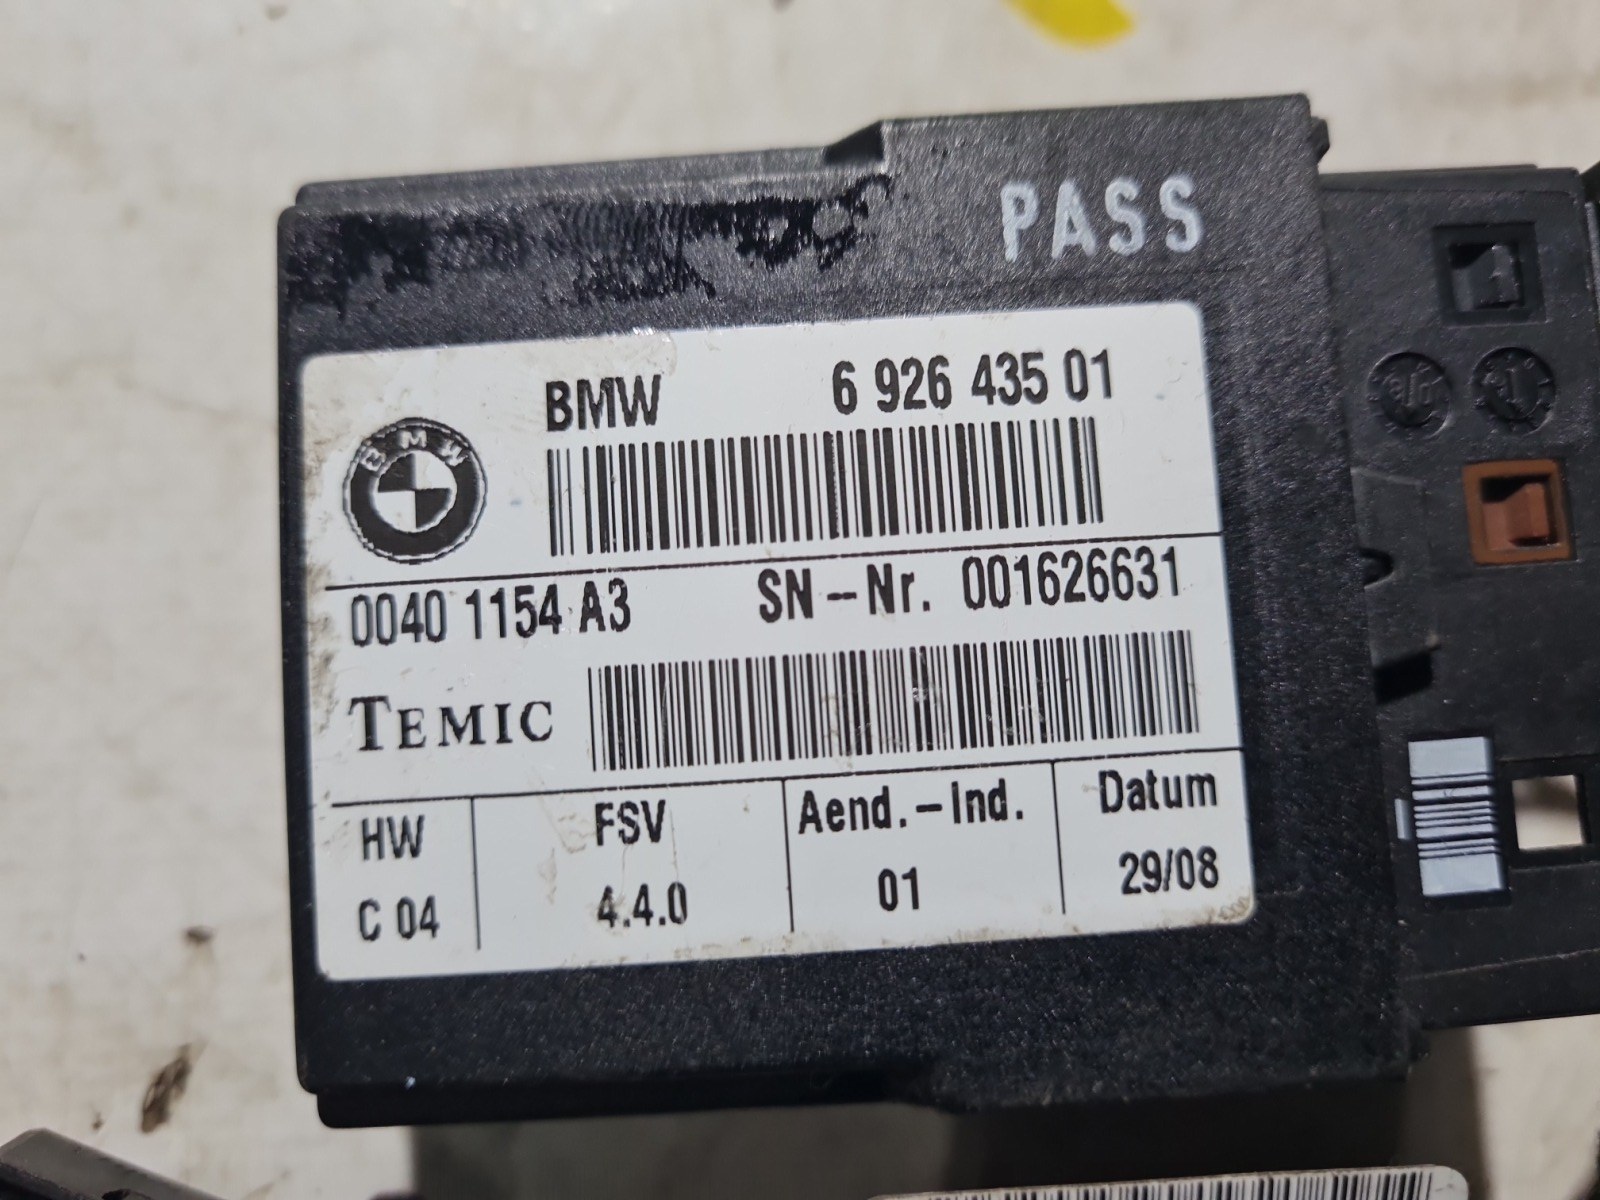 PASS
BMW 6 926 435 01
BMW
0040 1154 A3 SN-Nr. 001626631
TEMIC
HW FSV Aend.-Ind. Datum
C 04 4.4.0 01 29/08